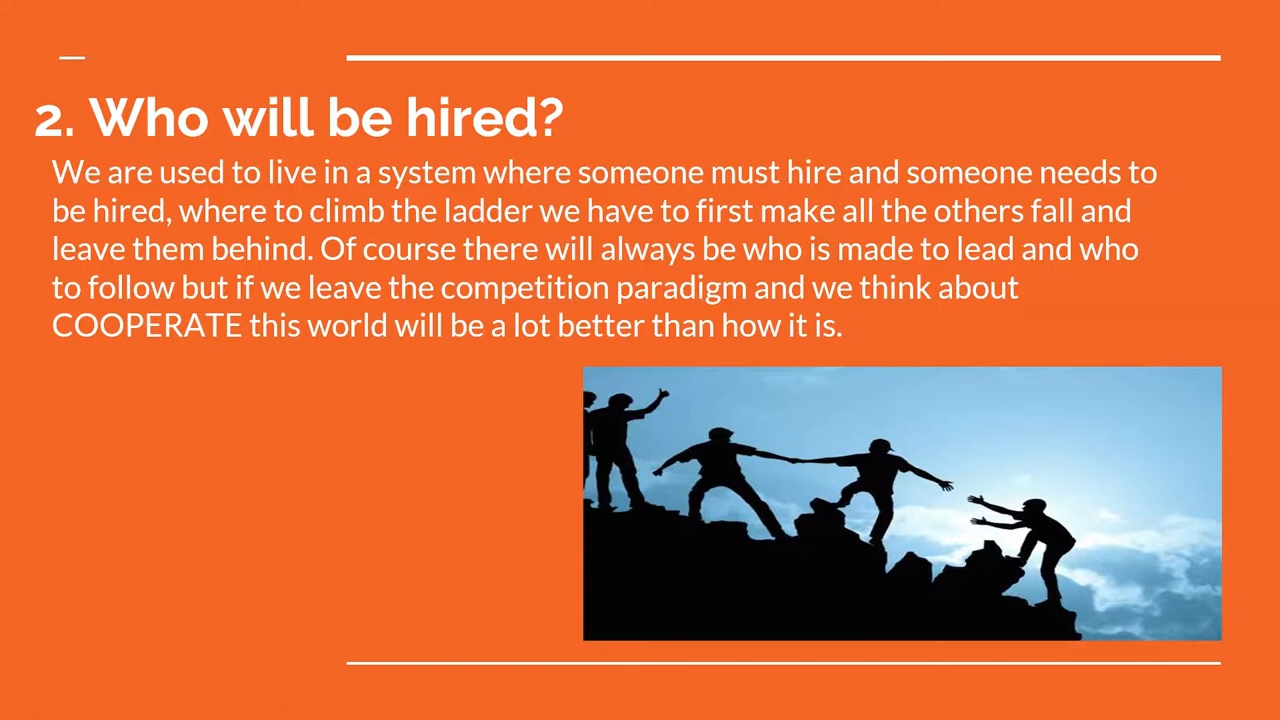 2. Who will be hired?
We are used to live in a system where someone must hire and someone needs to
be hired, where to climb the ladder we have to first make all the others fall and
leave them behind. Of course there will always be who is made to lead and who
to follow but if we leave the competition paradigm and we think about
COOPERATE this world will be a lot better than how it is.